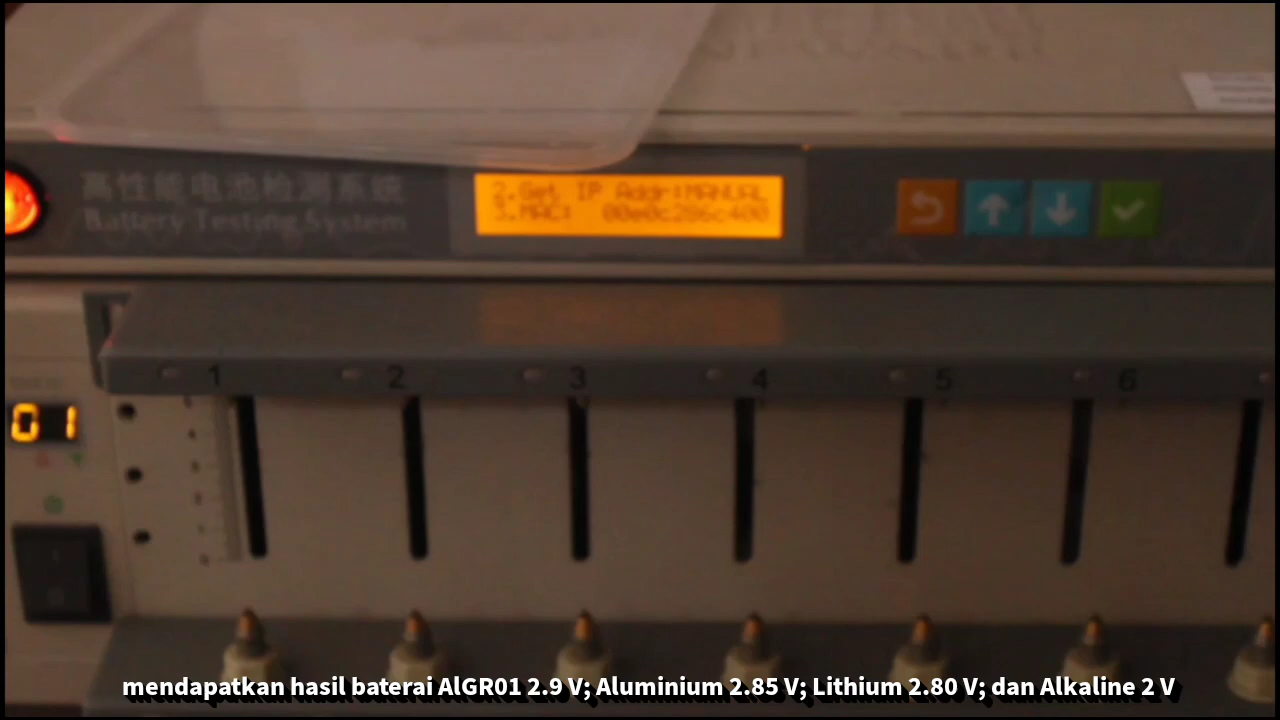 高性能电池检测系统
Battery Testing System
2.Get IP Addr:MANUAL
3.MAC: 00e0c286c400
1 2 3 4 5 6
01
mendapatkan hasil baterai AlGR01 2.9 V; Aluminium 2.85 V; Lithium 2.80 V; dan Alkaline 2 V